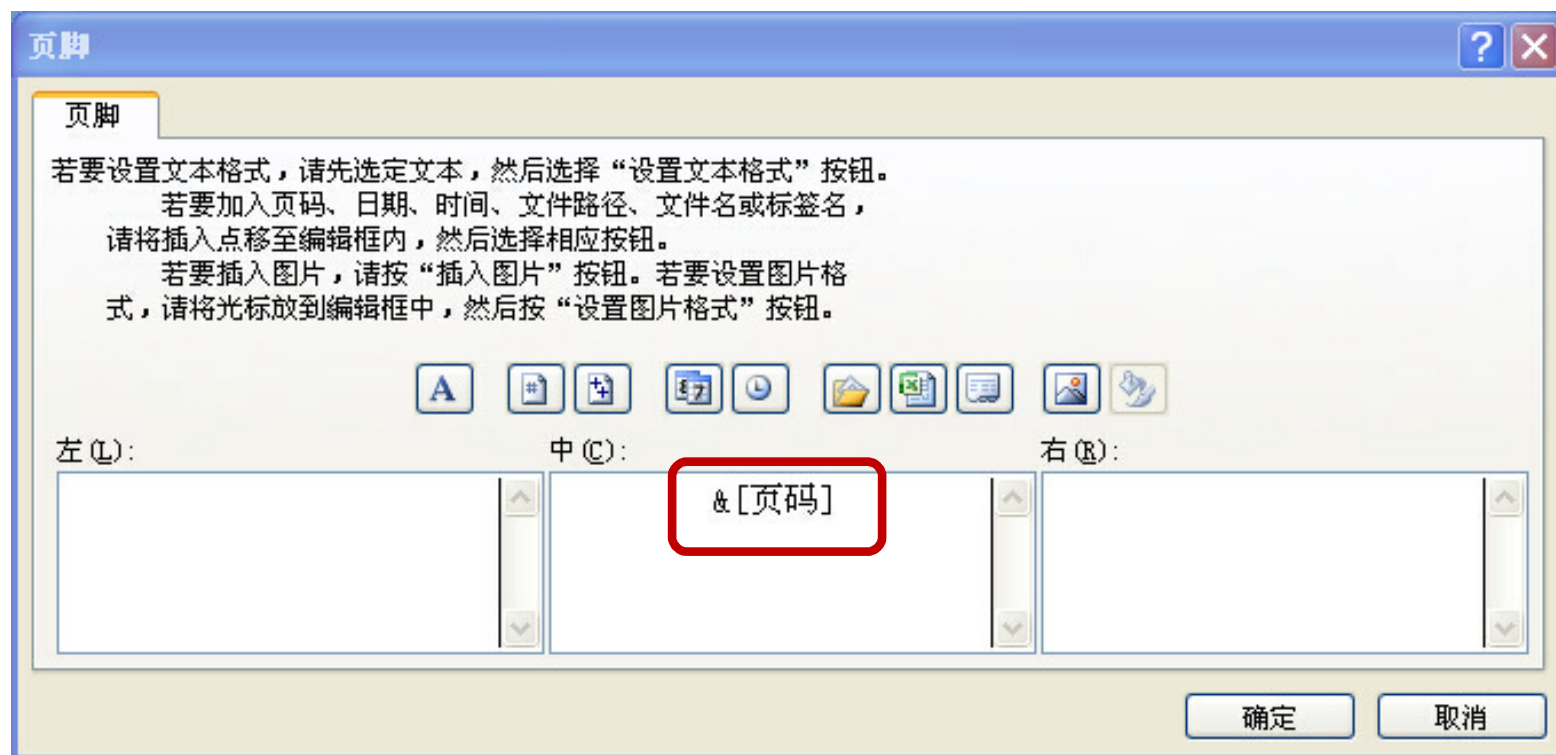 页脚
页脚
若要设置文本格式，请先选定文本，然后选择“设置文本格式”按钮。
若要加入页码、日期、时间、文件路径、文件名或标签名，
请将插入点移至编辑框内，然后选择相应按钮。
若要插入图片，请按“插入图片”按钮。若要设置图片格
式，请将光标放到编辑框中，然后按“设置图片格式”按钮。
A
左(L):
中(C):
右(R):
&[页码]
确定
取消